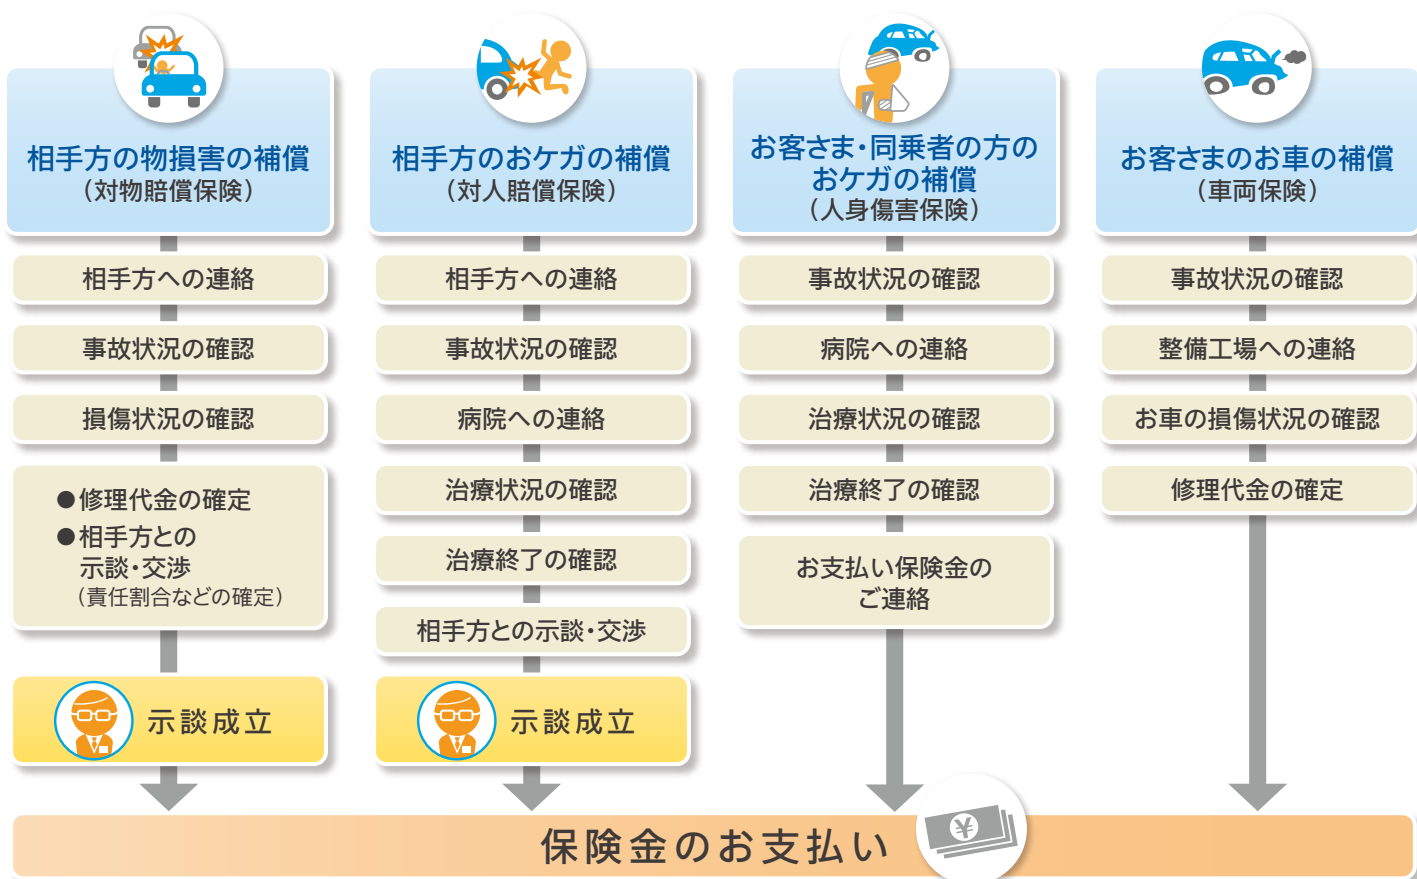 相手方の物損害の補償
（対物賠償保険）
相手方への連絡
事故状況の確認
損傷状況の確認
●修理代金の確定
●相手方との
示談・交渉
（責任割合などの確定）
示談成立
相手方のおケガの補償
（対人賠償保険）
相手方への連絡
事故状況の確認
病院への連絡
治療状況の確認
治療終了の確認
相手方との示談・交渉
示談成立
お客さま・同乗者の方の
おケガの補償
（人身傷害保険）
事故状況の確認
病院への連絡
治療状況の確認
治療終了の確認
お支払い保険金の
ご連絡
お客さまのお車の補償
（車両保険）
事故状況の確認
整備工場への連絡
お車の損傷状況の確認
修理代金の確定
保険金のお支払い
¥